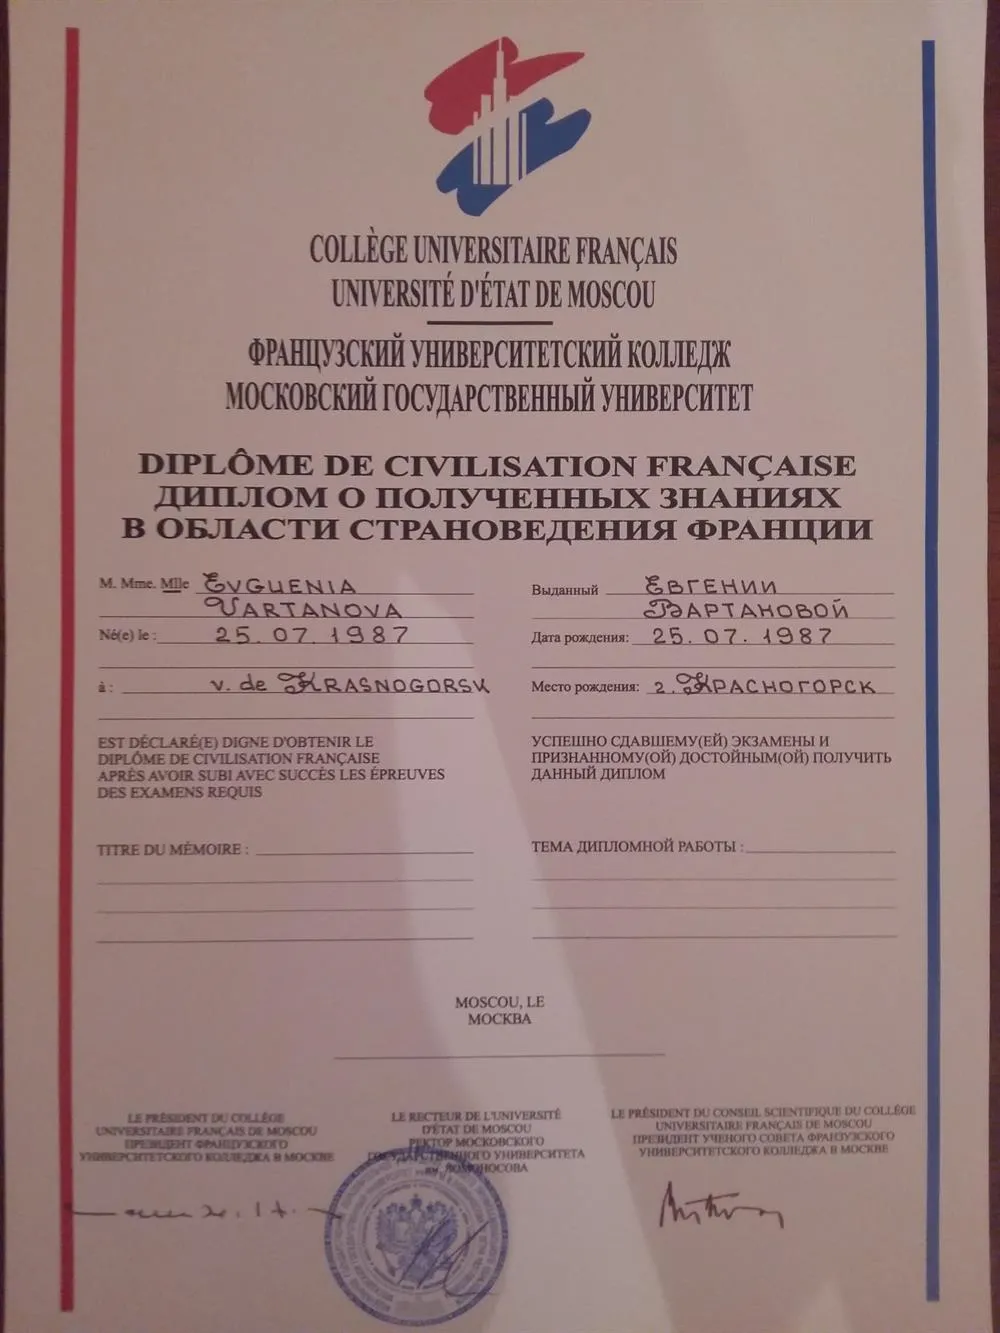 COLLÈGE UNIVERSITAIRE FRANÇAIS
UNIVERSITÉ D'ÉTAT DE MOSCOU
ФРАНЦУЗСКИЙ УНИВЕРСИТЕТСКИЙ КОЛЛЕДЖ
МОСКОВСКИЙ ГОСУДАРСТВЕННЫЙ УНИВЕРСИТЕТ
DIPLÔME DE CIVILISATION FRANÇAISE
ДИПЛОМ О ПОЛУЧЕННЫХ ЗНАНИЯХ
В ОБЛАСТИ СТРАНОВЕДЕНИЯ ФРАНЦИИ
M. Mme. Mlle EVGUENIA
VARTANOVA
Né(e) le : 25.07.1987
à : v. de KRASNOGORSK
EST DÉCLARÉ(E) DIGNE D'OBTENIR LE
DIPLÔME DE CIVILISATION FRANÇAISE
APRÈS AVOIR SUBI AVEC SUCCÈS LES ÉPREUVES
DES EXAMENS REQUIS
TITRE DU MÉMOIRE :
Выданный ЕВГЕНИИ
ВАРТАНОВОЙ
Дата рождения: 25.07.1987
Место рождения: г. КРАСНОГОРСК
УСПЕШНО СДАВШЕМУ(ЕЙ) ЭКЗАМЕНЫ И
ПРИЗНАННОМУ(ОЙ) ДОСТОЙНЫМ(ОЙ) ПОЛУЧИТЬ
ДАННЫЙ ДИПЛОМ
ТЕМА ДИПЛОМНОЙ РАБОТЫ :
MOSCOU, LE
МОСКВА
LE PRÉSIDENT DU COLLÈGE
UNIVERSITAIRE FRANÇAIS DE MOSCOU
ПРЕЗИДЕНТ ФРАНЦУЗСКОГО
УНИВЕРСИТЕТСКОГО КОЛЛЕДЖА В МОСКВЕ
LE RECTEUR DE L'UNIVERSITÉ
D'ÉTAT DE MOSCOU
РЕКТОР МОСКОВСКОГО
ГОСУДАРСТВЕННОГО УНИВЕРСИТЕТА
им. ЛОМОНОСОВА
LE PRÉSIDENT DU CONSEIL SCIENTIFIQUE DU COLLÈGE
UNIVERSITAIRE FRANÇAIS DE MOSCOU
ПРЕЗИДЕНТ УЧЕНОГО СОВЕТА ФРАНЦУЗСКОГО
УНИВЕРСИТЕТСКОГО КОЛЛЕДЖА В МОСКВЕ